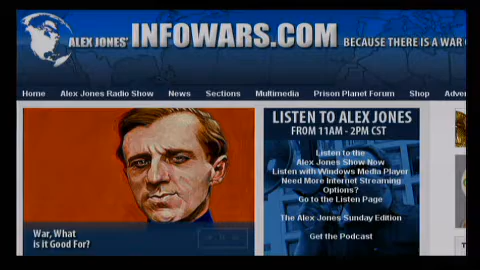 ALEX JONES' INFOWARS.COM BECAUSE THERE IS A WAR
Home Alex Jones Radio Show News Sections Multimedia Prison Planet Forum Shop Adver
LISTEN TO ALEX JONES
FROM 11AM - 2PM CST
Listen to the
Alex Jones Show Now
Listen with Windows Media Player
Need More Internet Streaming
Options?
Go to the Listen Page
The Alex Jones Sunday Edition
Get the Podcast
War, What
is it Good For?